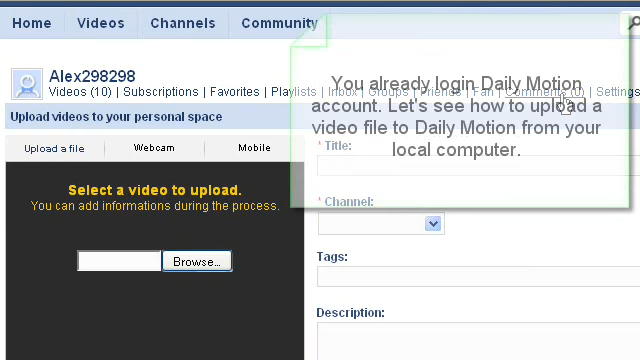 Home Videos Channels Community
Alex298298
Videos (10) | Subscriptions | Favorites | Playlists | Inbox | Groups | Friends | Fan | Comments (0) | Settings
You already login Daily Motion
account. Let's see how to upload a
video file to Daily Motion from your
local computer.
Upload videos to your personal space
Upload a file Webcam Mobile
Select a video to upload.
You can add informations during the process.
Browse...
* Title:
* Channel:
Tags:
Description: